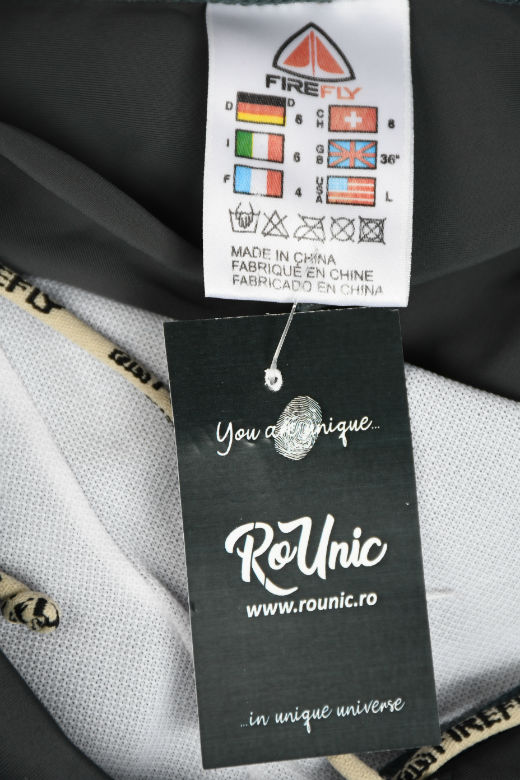 FIREFLY
D D 6 CH 8
I 6 GB 36"
F 4 USA L
MADE IN CHINA
FABRIQUÉ EN CHINE
FABRICADO EN CHINA
FIREFLY
You are unique...
RoUnic
www.rounic.ro
...in unique universe
FIREFLY